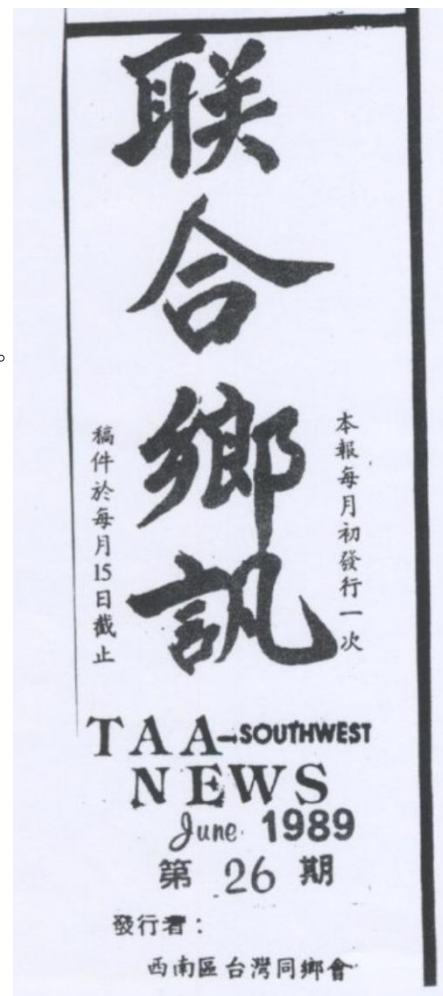 联合鄉訊
本報每月初發行一次
稿件於每月15日截止
TAA-SOUTHWEST
NEWS
June 1989
第 26 期
發行者：
西南區台灣同鄉會